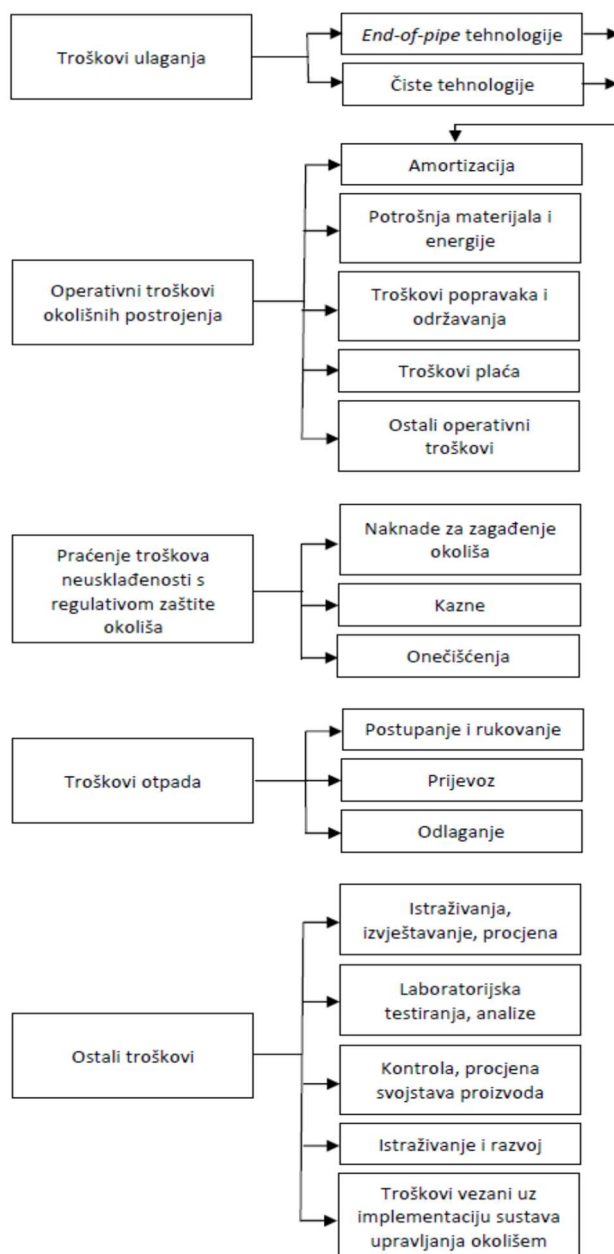 Troškovi ulaganja
End-of-pipe tehnologije
Čiste tehnologije
Operativni troškovi
okolišnih postrojenja
Amortizacija
Potrošnja materijala i
energije
Troškovi popravaka i
održavanja
Troškovi plaća
Ostali operativni
troškovi
Praćenje troškova
neusklađenosti s
regulativom zaštite
okoliša
Naknade za zagađenje
okoliša
Kazne
Onečišćenja
Troškovi otpada
Postupanje i rukovanje
Prijevoz
Odlaganje
Ostali troškovi
Istraživanja,
izvještavanje, procjena
Laboratorijska
testiranja, analize
Kontrola, procjena
svojstava proizvoda
Istraživanje i razvoj
Troškovi vezani uz
implementaciju sustava
upravljanja okolišem